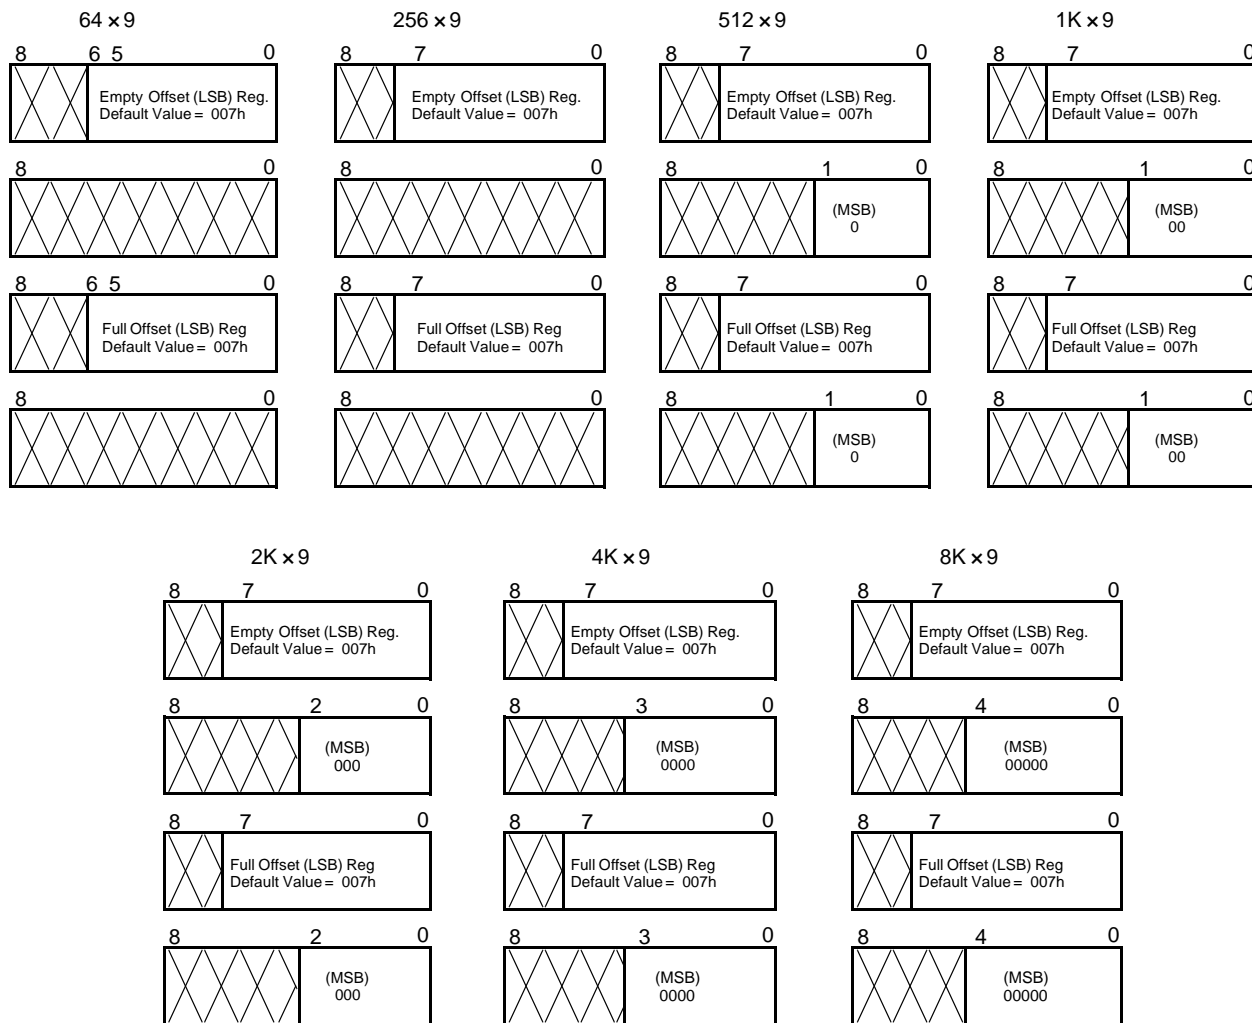 64 × 9 256 × 9 512 × 9 1K × 9
8 6 5 0 8 7 0 8 7 0 8 7 0
Empty Offset (LSB) Reg. Empty Offset (LSB) Reg. Empty Offset (LSB) Reg. Empty Offset (LSB) Reg.
Default Value = 007h Default Value = 007h Default Value = 007h Default Value = 007h
8 0 8 0 8 1 0 8 1 0
(MSB) (MSB)
0 00
8 6 5 0 8 7 0 8 7 0 8 7 0
Full Offset (LSB) Reg Full Offset (LSB) Reg Full Offset (LSB) Reg Full Offset (LSB) Reg
Default Value = 007h Default Value = 007h Default Value = 007h Default Value = 007h
8 0 8 0 8 1 0 8 1 0
(MSB) (MSB)
0 00
2K × 9 4K × 9 8K × 9
8 7 0 8 7 0 8 7 0
Empty Offset (LSB) Reg. Empty Offset (LSB) Reg. Empty Offset (LSB) Reg.
Default Value = 007h Default Value = 007h Default Value = 007h
8 2 0 8 3 0 8 4 0
(MSB) (MSB) (MSB)
000 0000 00000
8 7 0 8 7 0 8 7 0
Full Offset (LSB) Reg Full Offset (LSB) Reg Full Offset (LSB) Reg
Default Value = 007h Default Value = 007h Default Value = 007h
8 2 0 8 3 0 8 4 0
(MSB) (MSB) (MSB)
000 0000 00000